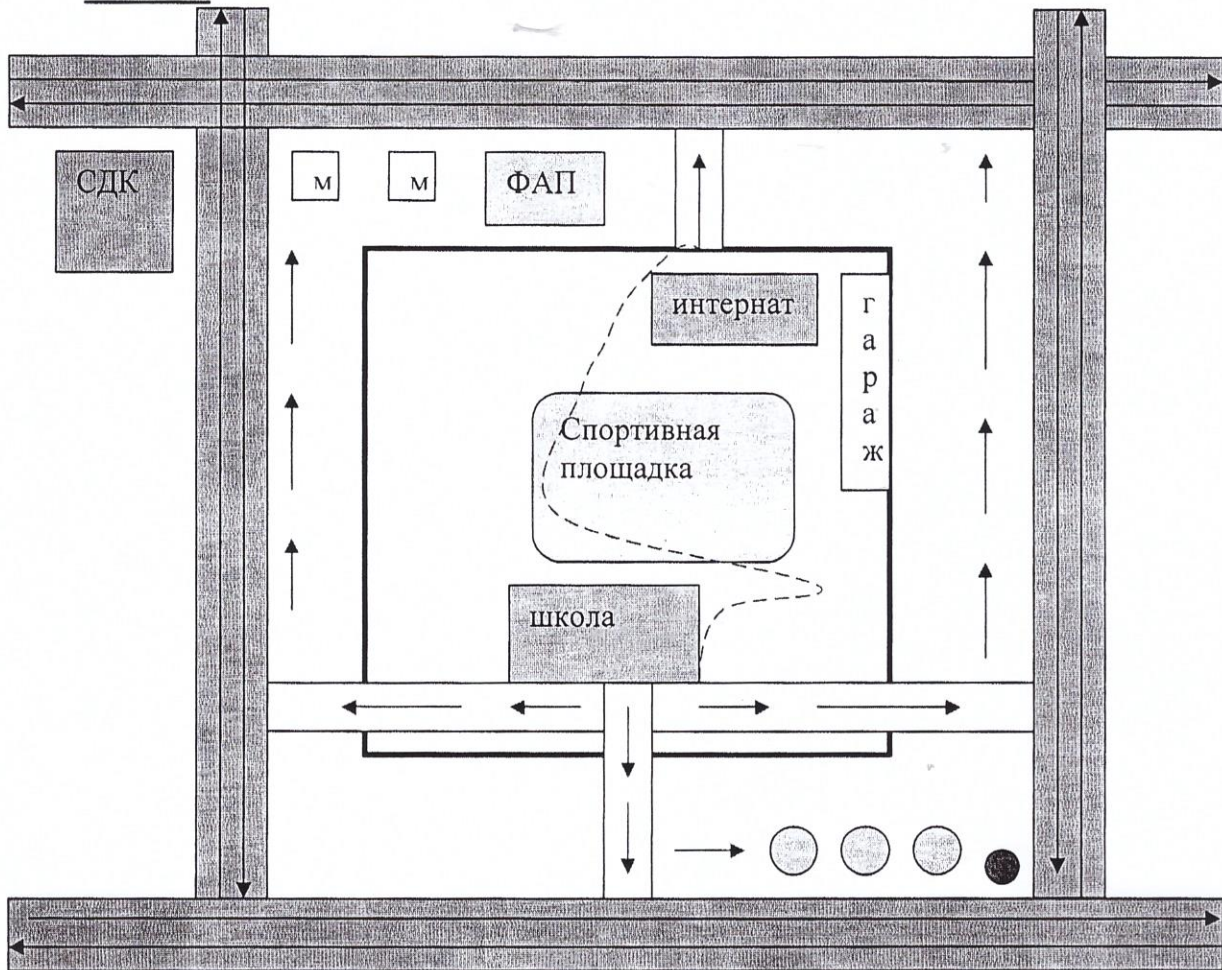 СДК
м
м
ФАП
интернат
г
а
р
а
ж
Спортивная
площадка
школа